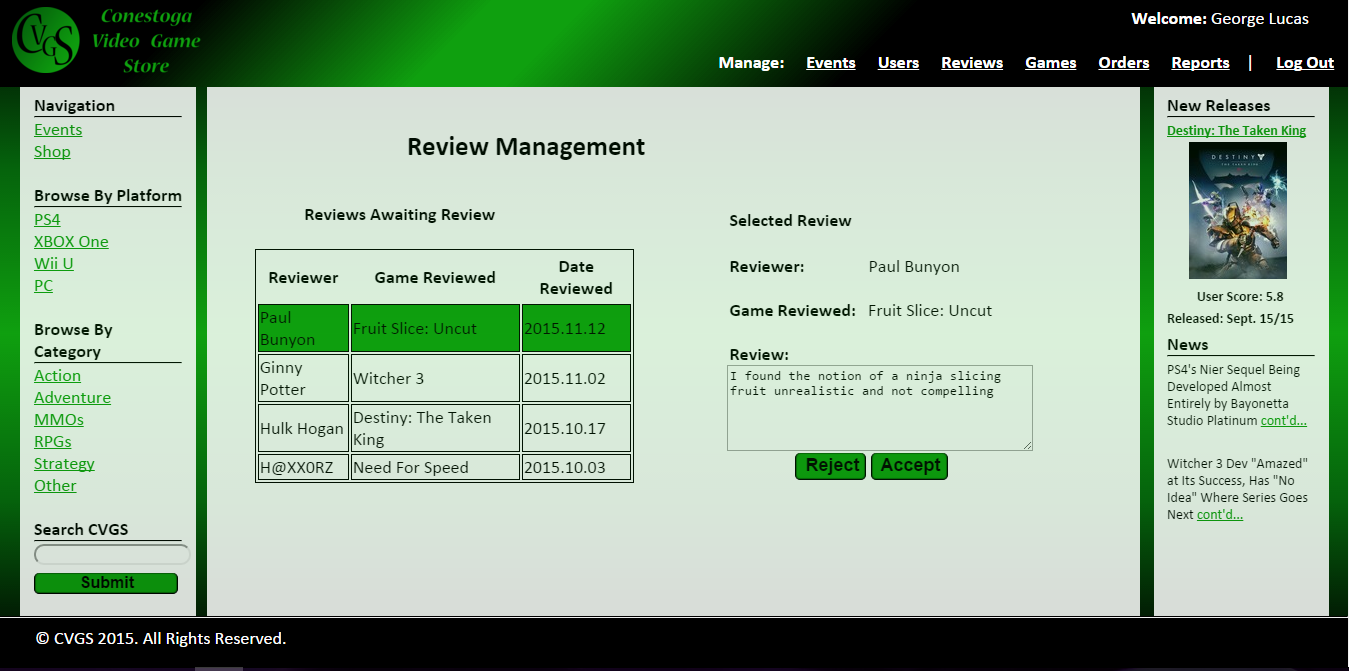 CVGS
Conestoga
Video Game
Store
Welcome: George Lucas
Manage: Events Users Reviews Games Orders Reports | Log Out
Navigation
Events
Shop
Browse By Platform
PS4
XBOX One
Wii U
PC
Browse By
Category
Action
Adventure
MMOs
RPGs
Strategy
Other
Search CVGS
Submit
Review Management
Reviews Awaiting Review
Reviewer Game Reviewed Date
Reviewed
Paul
Bunyon Fruit Slice: Uncut 2015.11.12
Ginny
Potter Witcher 3 2015.11.02
Hulk Hogan Destiny: The Taken
King 2015.10.17
H@XX0RZ Need For Speed 2015.10.03
Selected Review
Reviewer: Paul Bunyon
Game Reviewed: Fruit Slice: Uncut
Review:
I found the notion of a ninja slicing
fruit unrealistic and not compelling
Reject Accept
New Releases
Destiny: The Taken King
DESTINY
THE TAKEN KING
User Score: 5.8
Released: Sept. 15/15
News
PS4's Nier Sequel Being
Developed Almost
Entirely by Bayonetta
Studio Platinum cont'd...
Witcher 3 Dev "Amazed"
at Its Success, Has "No
Idea" Where Series Goes
Next cont'd...
© CVGS 2015. All Rights Reserved.